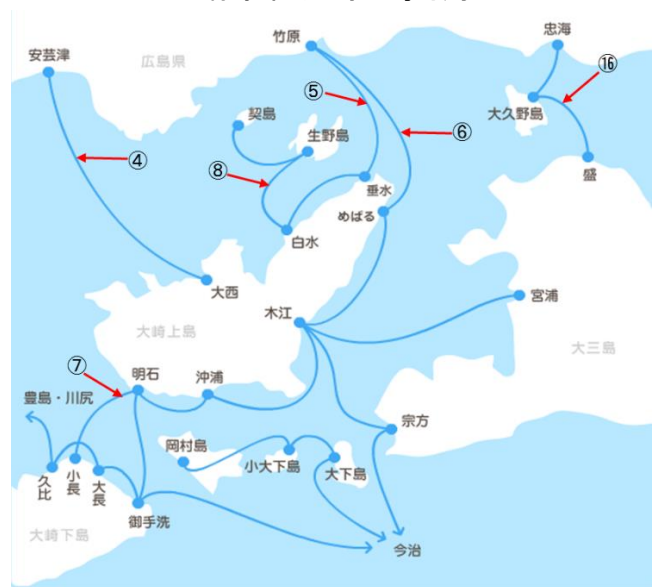 安芸津
広島県
竹原
忠海
⑯
大久野島
盛
⑤
⑥
契島
生野島
④
⑧
垂水
めばる
白水
大西
木江
宮浦
大崎上島
大三島
⑦
明石
沖浦
豊島・川尻
宗方
岡村島
小大下島
大下島
久比
小長
大長
御手洗
大崎下島
今治